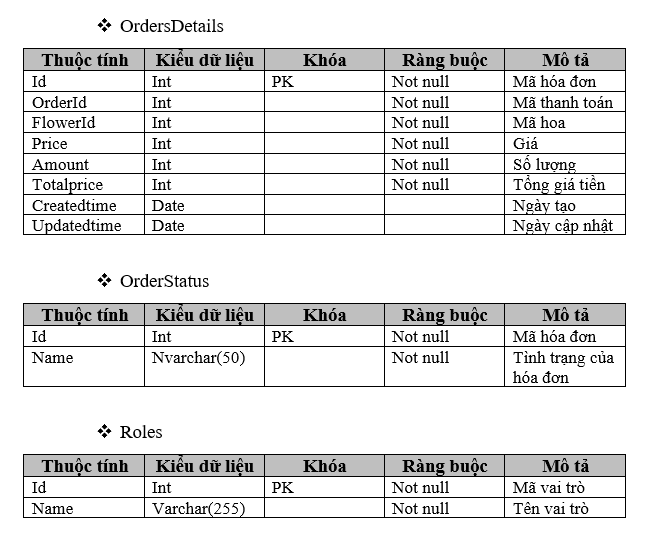 ❖ OrdersDetails
Thuộc tính Kiểu dữ liệu Khóa Ràng buộc Mô tả
Id Int PK Not null Mã hóa đơn
OrderId Int Not null Mã thanh toán
FlowerId Int Not null Mã hoa
Price Int Not null Giá
Amount Int Not null Số lượng
Totalprice Int Not null Tổng giá tiền
Createdtime Date Ngày tạo
Updatedtime Date Ngày cập nhật
❖ OrderStatus
Thuộc tính Kiểu dữ liệu Khóa Ràng buộc Mô tả
Id Int PK Not null Mã hóa đơn
Name Nvarchar(50) Not null Tình trạng của
hóa đơn
❖ Roles
Thuộc tính Kiểu dữ liệu Khóa Ràng buộc Mô tả
Id Int PK Not null Mã vai trò
Name Varchar(255) Not null Tên vai trò